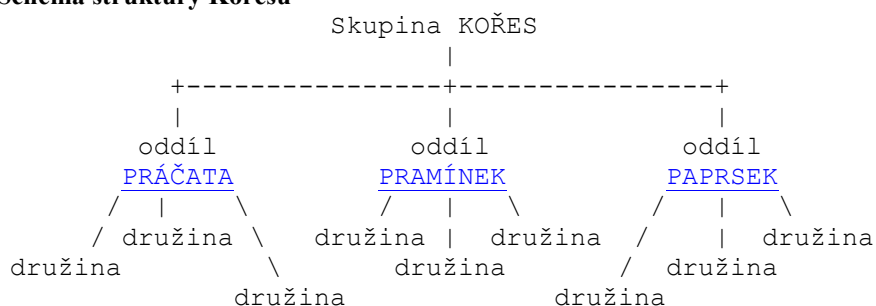 Schéma struktury Kořesu
Skupina KOŘES
|
+----------------+----------------+
| | |
oddíl oddíl oddíl
PRÁČATA PRAMÍNEK PAPRSEK
/ | \ / | \ / | \
/ družina \ družina | družina / | družina
družina \ družina / družina
družina družina